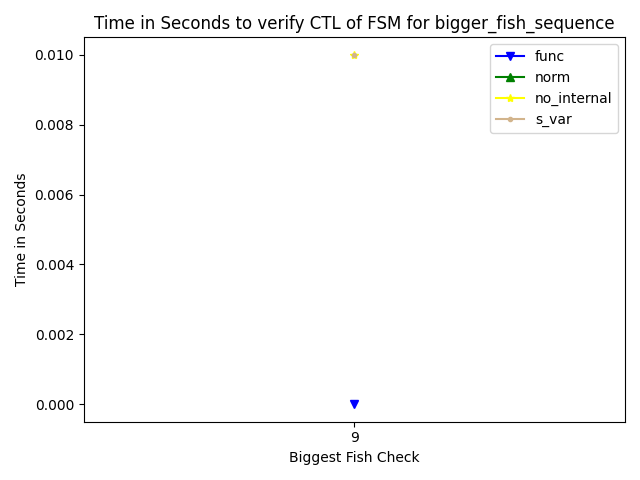 Time in Seconds to verify CTL of FSM for bigger_fish_sequence
func
norm
no_internal
s_var
0.010
0.008
0.006
0.004
0.002
0.000
Time in Seconds
9
Biggest Fish Check